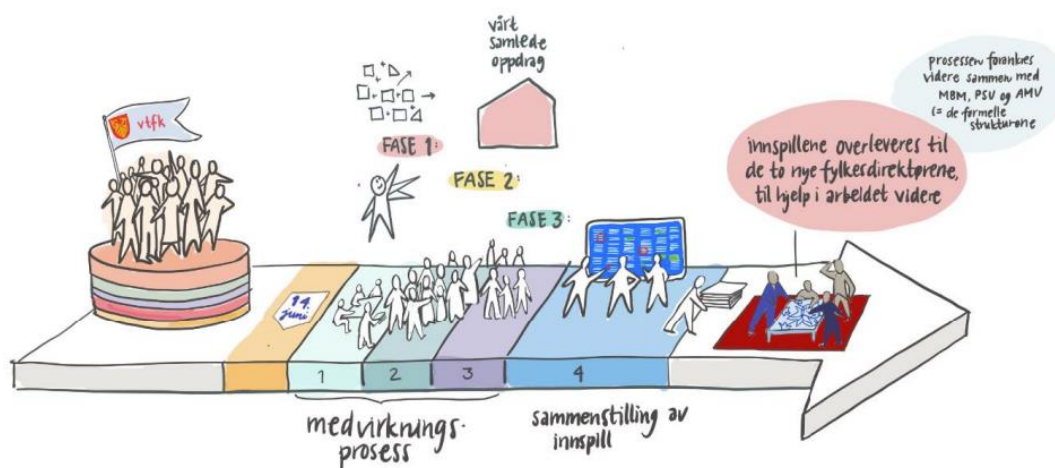 vtfk
vårt
samlede
oppdrag
FASE 1:
FASE 2:
FASE 3:
prosessen forankres
videre sammen med
MBM, PSV og AMV
(= de formelle
strukturene
innspillene overleveres til
de to nye fylkesdirektørene,
til hjelp i arbeidet videre
14.
juni
1
2
3
4
medvirknings-
prosess
sammenstilling av
innspill